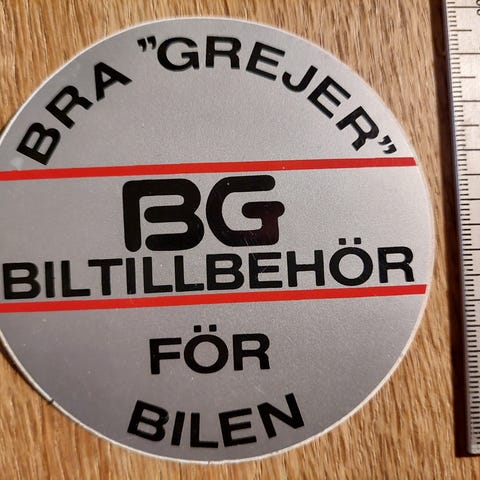 BRA "GREJER"
BG
BILTILLBEHÖR
FÖR
BILEN